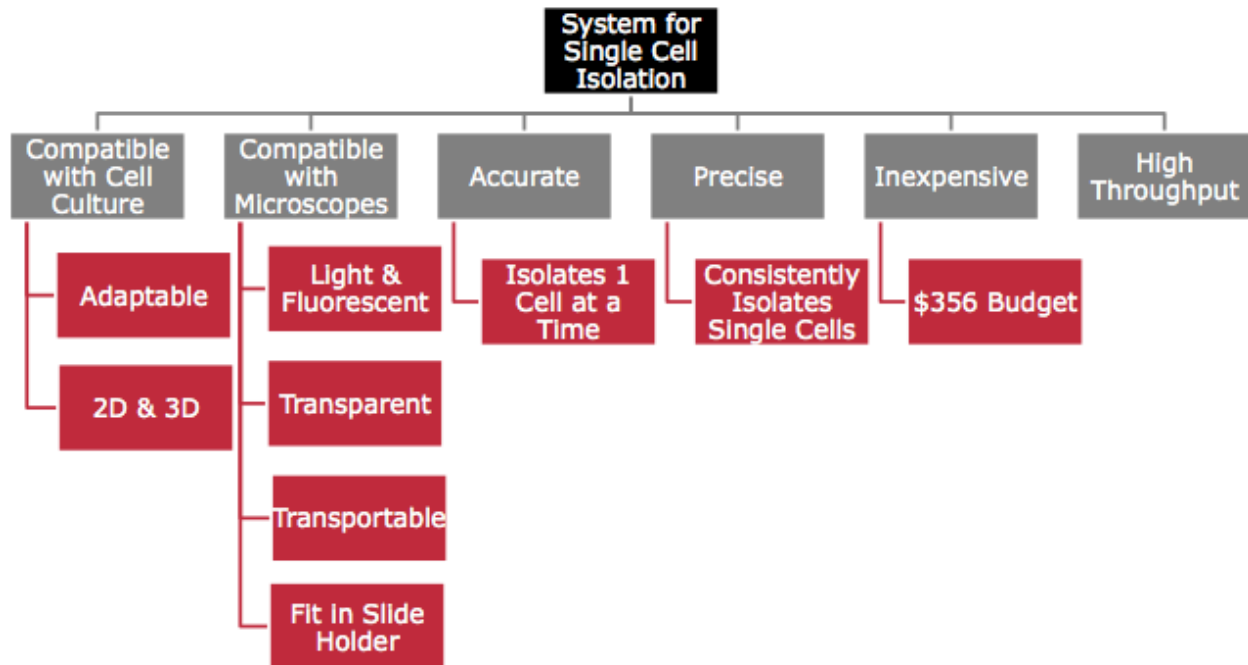 System for
Single Cell
Isolation
Compatible
with Cell
Culture
Compatible
with
Microscopes
Accurate
Precise
Inexpensive
High
Throughput
Adaptable
2D & 3D
Light &
Fluorescent
Transparent
Transportable
Fit in Slide
Holder
Isolates 1
Cell at a
Time
Consistently
Isolates
Single Cells
$356 Budget